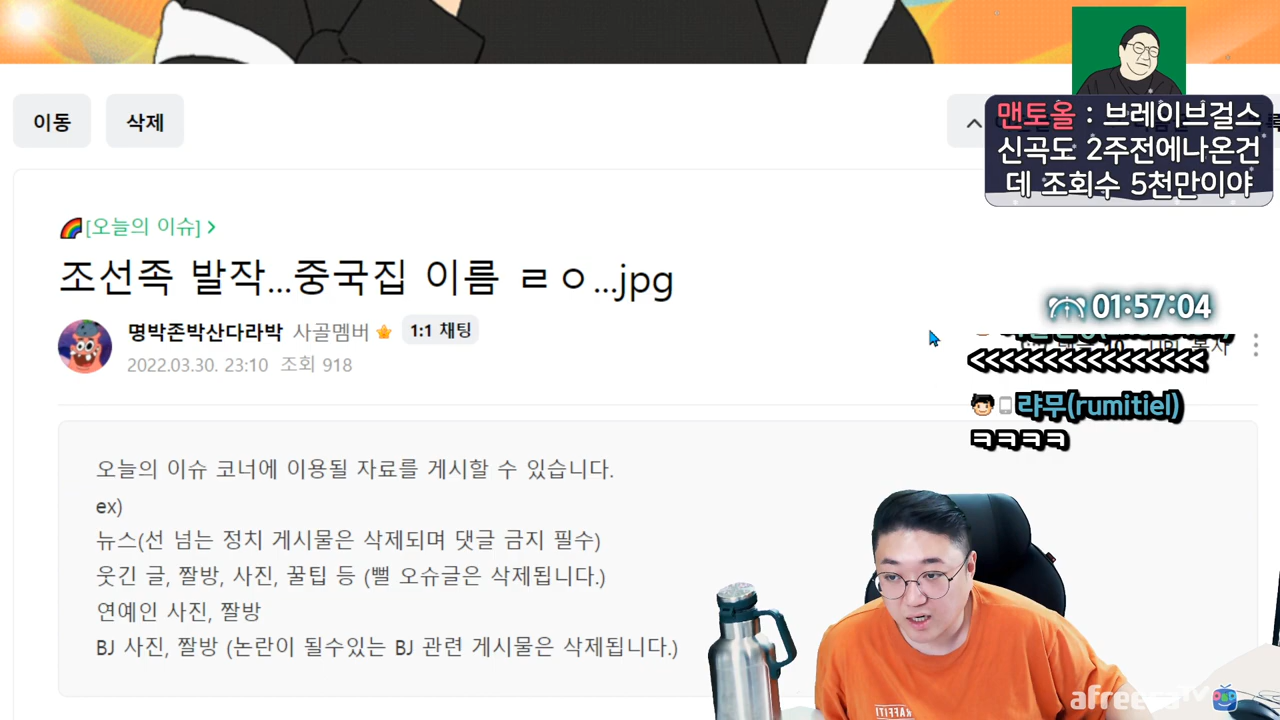 이동
삭제
맨토올 : 브레이브걸스
신곡도 2주전에나온건
데 조회수 5천만이야
[오늘의 이슈] >
조선족 발작...중국집 이름 ㄹㅇ...jpg
명박존박산다라박 사골멤버 1:1 채팅
2022.03.30. 23:10 조회 918
01:57:04
<<<<<<<<<<<<<<<<
랴무(rumitiel)
ㅋㅋㅋㅋ
오늘의 이슈 코너에 이용될 자료를 게시할 수 있습니다.
ex)
뉴스(선 넘는 정치 게시물은 삭제되며 댓글 금지 필수)
웃긴 글, 짤방, 사진, 꿀팁 등 (뻘 오슈글은 삭제됩니다.)
연예인 사진, 짤방
BJ 사진, 짤방 (논란이 될수있는 BJ 관련 게시물은 삭제됩니다.)
afreecaTV